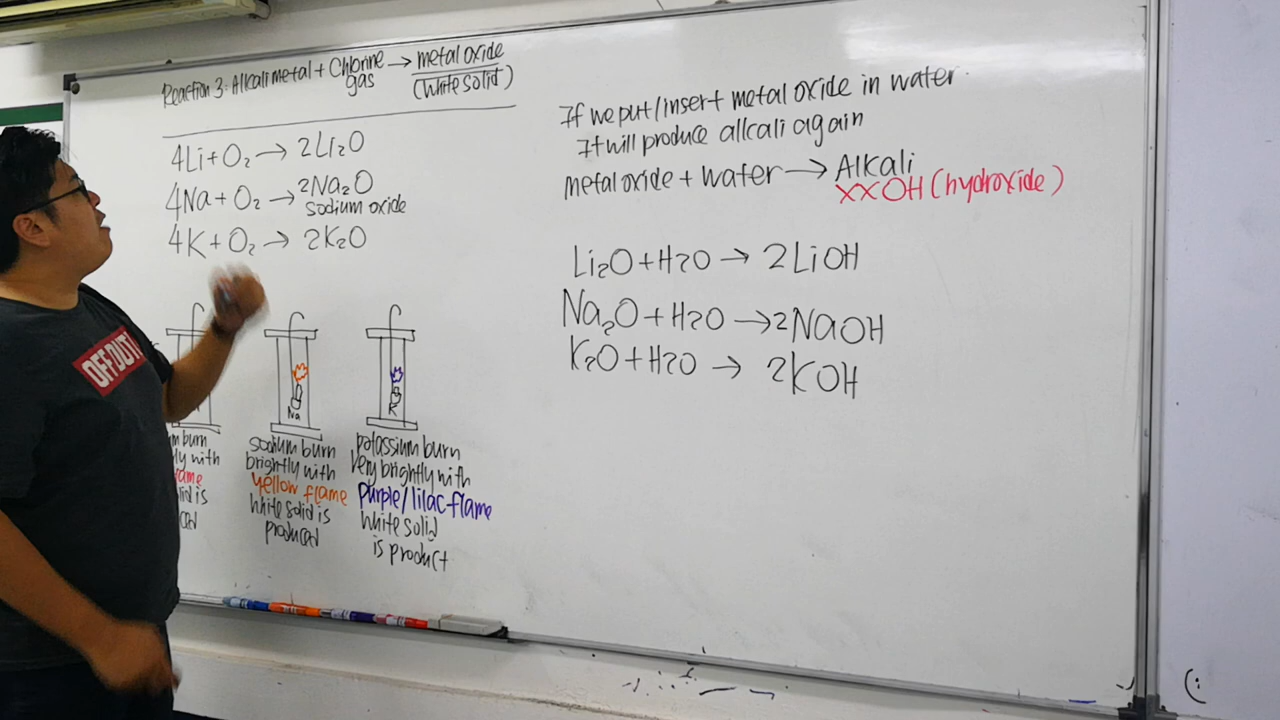 Reaction 3: Alkali metal + Chlorine gas → metal oxide (white solid)
4Li + O₂ → 2Li₂O
4Na + O₂ → 2Na₂O
sodium oxide
4K + O₂ → 2K₂O
Na
K
sodium burn
brightly with
yellow flame
white solid is
produced
potassium burn
very brightly with
purple/lilac flame
white solid
is product
If we put/insert metal oxide in water.
It will produce allcali again
metal oxide + water → Alkali
XXOH (hydroxide)
Li₂O + H2O → 2LiOH
Na₂O + H2O → 2NaOH
K₂O + H2O → 2KOH
OFF DUTY